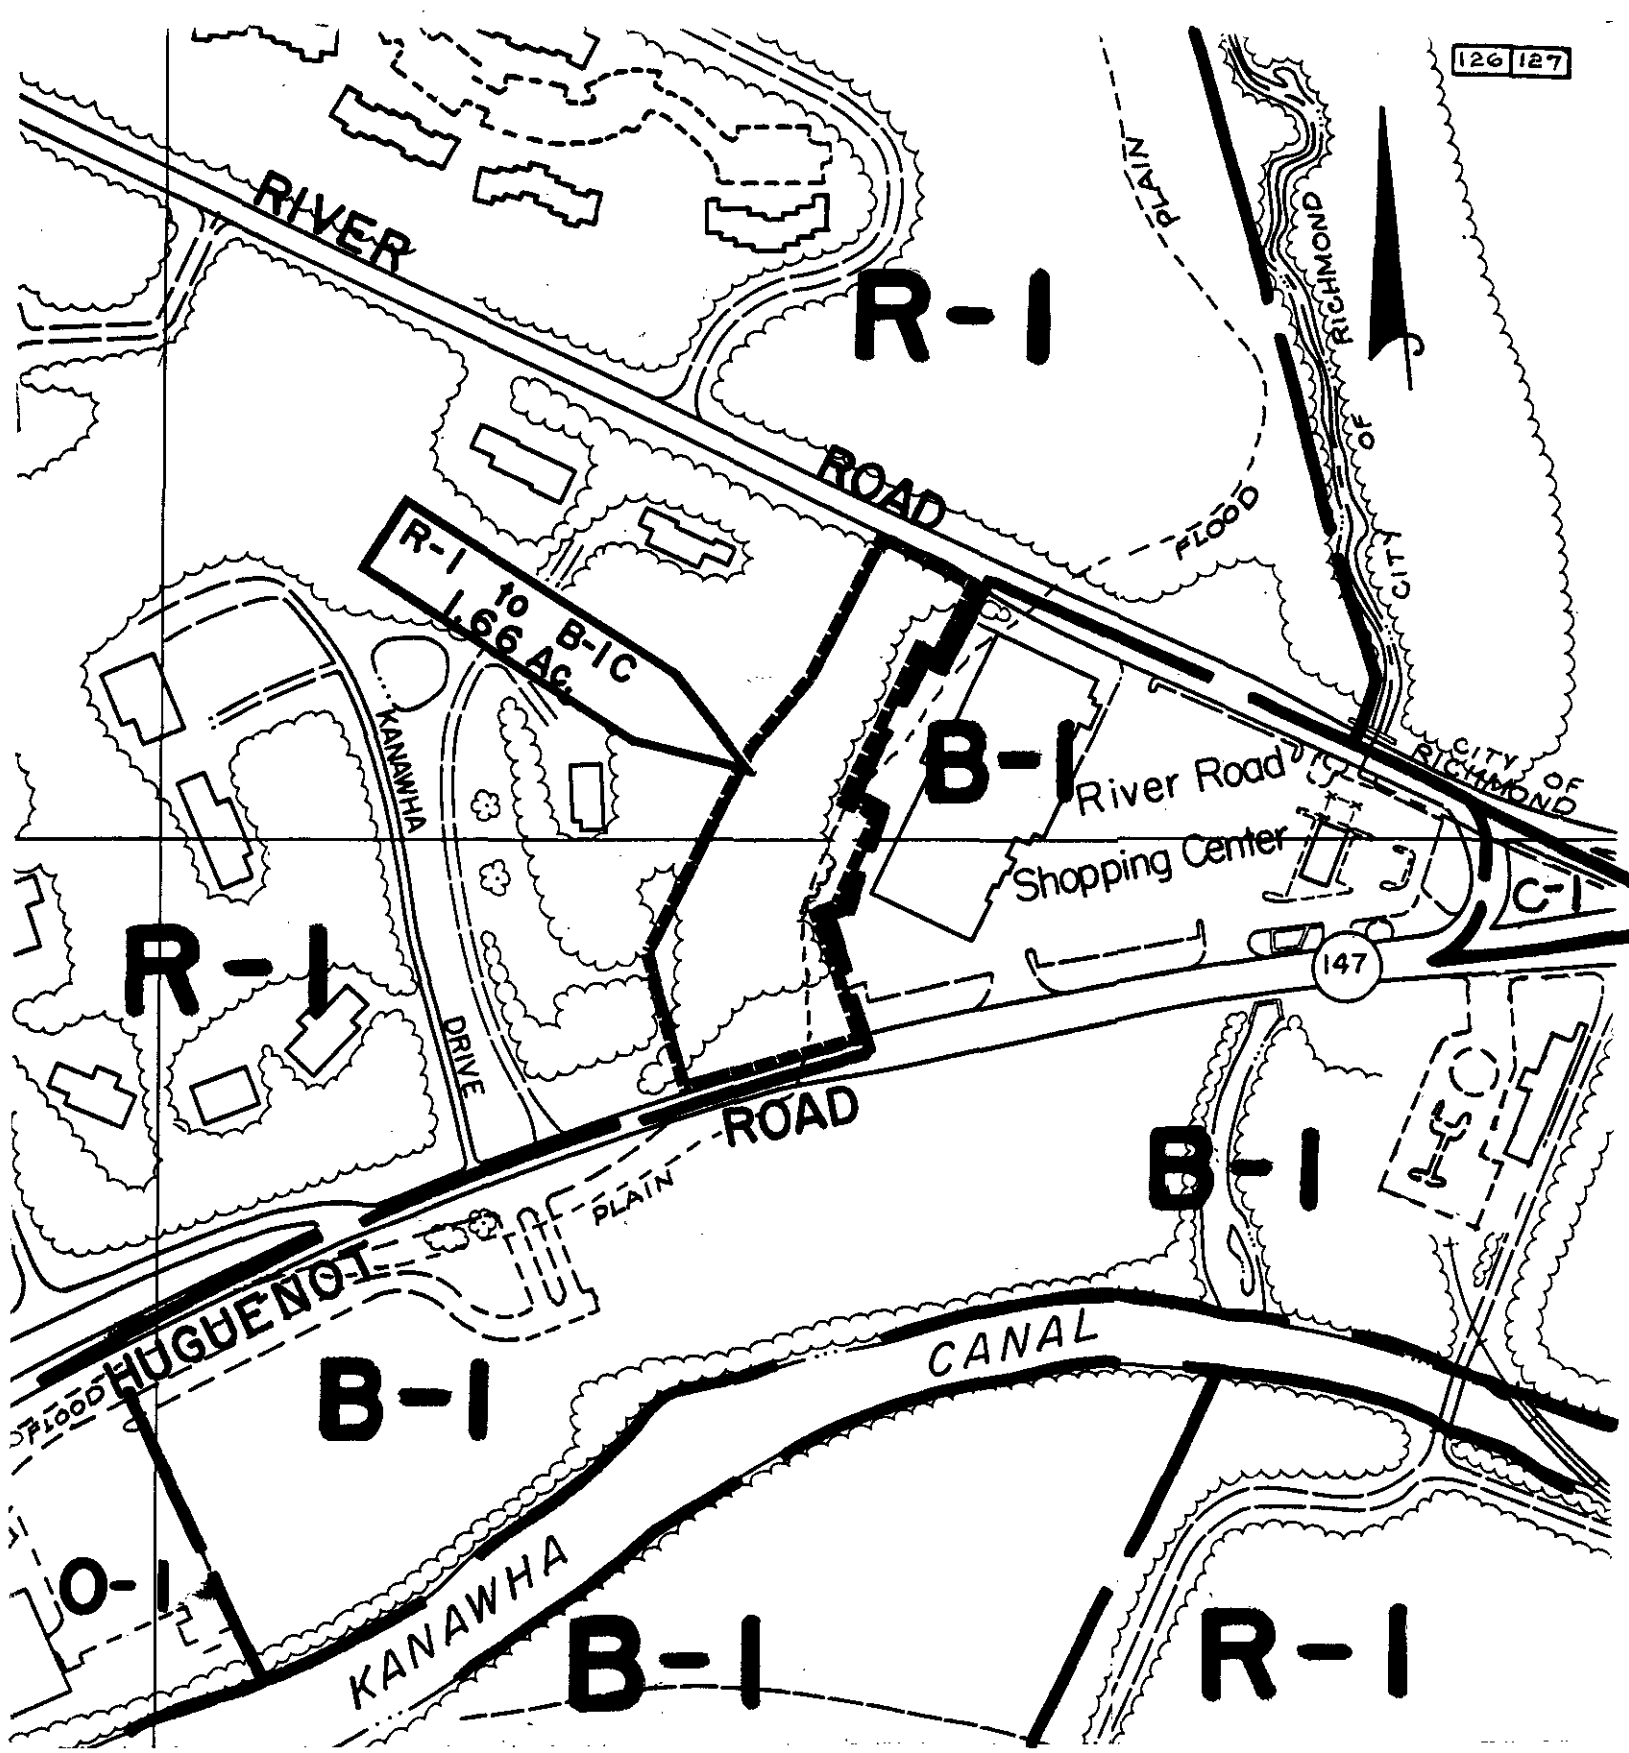 126 127
RIVER ROAD
R-1
PLAIN
FLOOD
CITY OF RICHMOND
R-1
to B-1C
1.66 Ac.
KANAWHA
DRIVE
B-1
River Road
Shopping Center
CITY OF
RICHMOND
C-1
147
R-1
HUGUENOT ROAD
B-1
FLOOD PLAIN
B-1
O-1
KANAWHA CANAL
B-1
R-1